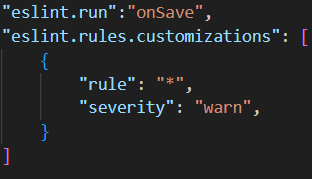 "eslint.run":"onSave",
"eslint.rules.customizations": [
{
"rule": "*",
"severity": "warn",
}
]